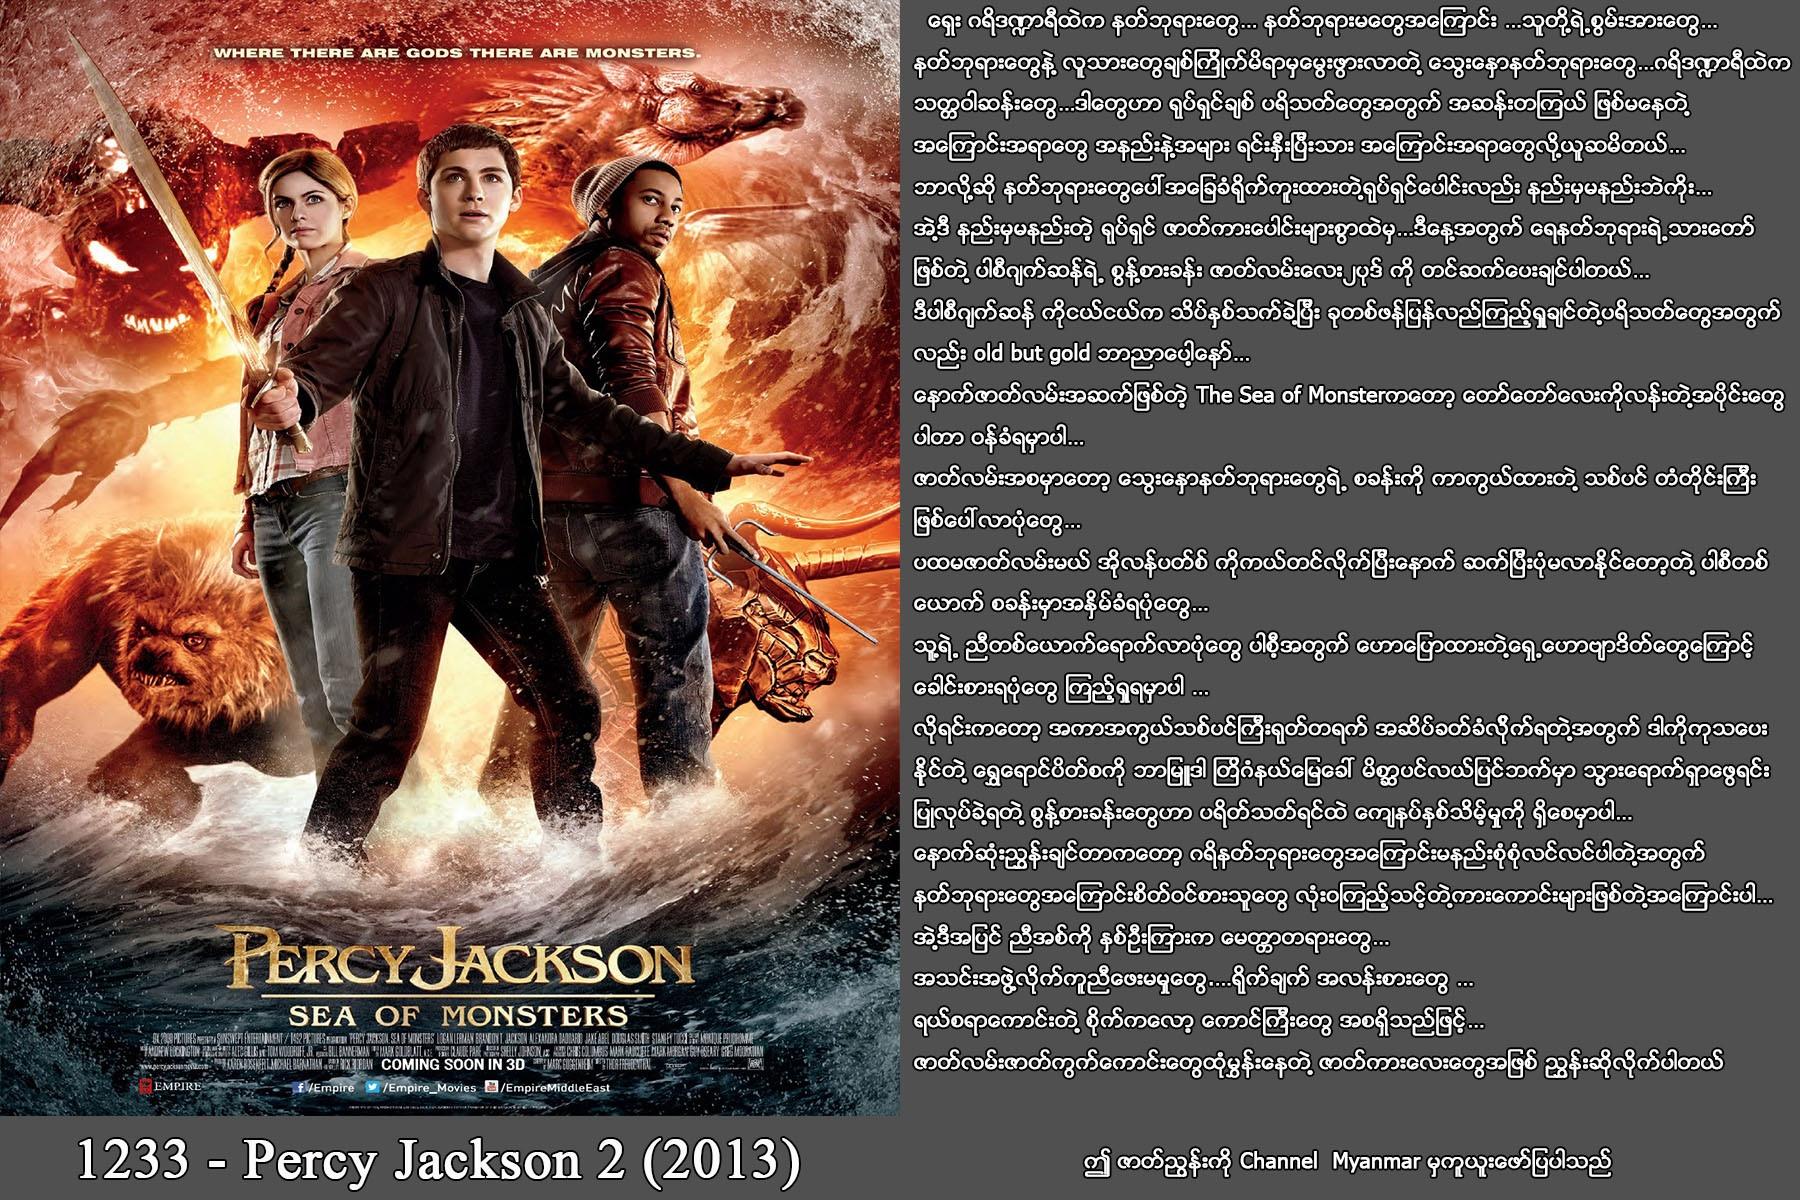 WHERE THERE ARE GODS THERE ARE MONSTERS.
PERCY JACKSON
SEA OF MONSTERS
COMING SOON IN 3D
EMPIRE
/Empire
/Empire_Movies
/EmpireMiddleEast
1233 - Percy Jackson 2 (2013)
ရှေး ဂရိဒဏ္ဍာရီထဲက နတ်ဘုရားတွေ... နတ်ဘုရားမတွေအကြောင်း ...သူတို့ရဲ့စွမ်းအားတွေ...
နတ်ဘုရားတွေနဲ့ လူသားတွေချစ်ကြိုက်မိရာမှမွေးဖွားလာတဲ့ သွေးနှောနတ်ဘုရားတွေ...ဂရိဒဏ္ဍာရီထဲက
သတ္တဝါဆန်းတွေ...ဒါတွေဟာ ရုပ်ရှင်ချစ် ပရိသတ်တွေအတွက် အဆန်းတကြယ် ဖြစ်မနေတဲ့
အကြောင်းအရာတွေ အနည်းနဲ့အများ ရင်းနှီးပြီးသား အကြောင်းအရာတွေလို့ယူဆမိတယ်...
ဘာလို့ဆို နတ်ဘုရားတွေပေါ်အခြေခံရိုက်ကူးထားတဲ့ရုပ်ရှင်ပေါင်းလည်း နည်းမှမနည်းဘဲကိုး...
အဲ့ဒီ နည်းမှမနည်းတဲ့ ရုပ်ရှင် ဇာတ်ကားပေါင်းများစွာထဲမှ...ဒီနေ့အတွက် ရေနတ်ဘုရားရဲ့သားတော်
ဖြစ်တဲ့ ပါစီဂျက်ဆန်ရဲ့ စွန့်စားခန်း ဇာတ်လမ်းလေး၂ပုဒ် ကို တင်ဆက်ပေးချင်ပါတယ်...
ဒီပါစီဂျက်ဆန် ကိုငယ်ငယ်က သိပ်နှစ်သက်ခဲ့ပြီး ခုတစ်ဖန်ပြန်လည်ကြည့်ရှုချင်တဲ့ပရိသတ်တွေအတွက်
လည်း old but gold ဘာညာပေါ့နော်...
နောက်ဇာတ်လမ်းအဆက်ဖြစ်တဲ့ The Sea of Monsterကတော့ တော်တော်လေးကိုလန်းတဲ့အပိုင်းတွေ
ပါတာ ဝန်ခံရမှာပါ...
ဇာတ်လမ်းအစမှာတော့ သွေးနှောနတ်ဘုရားတွေရဲ့ စခန်းကို ကာကွယ်ထားတဲ့ သစ်ပင် တံတိုင်းကြီး
ဖြစ်ပေါ်လာပုံတွေ...
ပထမဇာတ်လမ်းမယ် အိုလန်ပတ်စ် ကိုကယ်တင်လိုက်ပြီးနောက် ဆက်ပြီးပုံမလာနိုင်တော့တဲ့ ပါစီတစ်
ယောက် စခန်းမှာအနှိမ်ခံရပုံတွေ...
သူ့ရဲ့ ညီတစ်ယောက်ရောက်လာပုံတွေ ပါစီ့အတွက် ဟောပြောထားတဲ့ရှေ့ဟောဗျာဒိတ်တွေကြောင့်
ခေါင်းစားရပုံတွေ ကြည့်ရှုရမှာပါ ...
လိုရင်းကတော့ အကာအကွယ်သစ်ပင်ကြီးရုတ်တရက် အဆိပ်ခတ်ခံလိုက်ရတဲ့အတွက် ဒါကိုကုသပေး
နိုင်တဲ့ ရွှေရောင်ပိတ်စကို ဘာမြူဒါ တြိဂံနယ်မြေခေါ် မိစ္ဆာပင်လယ်ပြင်ဘက်မှာ သွားရောက်ရှာဖွေရင်း
ပြုလုပ်ခဲ့ရတဲ့ စွန့်စားခန်းတွေဟာ ပရိတ်သတ်ရင်ထဲ ကျေနပ်နှစ်သိမ့်မှုကို ရှိစေမှာပါ...
နောက်ဆုံးညွှန်းချင်တာကတော့ ဂရိနတ်ဘုရားတွေအကြောင်းမနည်းစုံစုံလင်လင်ပါတဲ့အတွက်
နတ်ဘုရားတွေအကြောင်းစိတ်ဝင်စားသူတွေ လုံးဝကြည့်သင့်တဲ့ကားကောင်းများဖြစ်တဲ့အကြောင်းပါ...
အဲ့ဒီအပြင် ညီအစ်ကို နှစ်ဦးကြားက မေတ္တာတရားတွေ...
အသင်းအဖွဲ့လိုက်ကူညီဖေးမမှုတွေ....ရိုက်ချက် အလန်းစားတွေ ...
ရယ်စရာကောင်းတဲ့ စိုက်ကလော့ ကောင်ကြီးတွေ အစရှိသည်ဖြင့်...
ဇာတ်လမ်းဇာတ်ကွက်ကောင်းတွေထုံမွှန်းနေတဲ့ ဇာတ်ကားလေးတွေအဖြစ် ညွှန်းဆိုလိုက်ပါတယ်
ဤ ဇာတ်ညွှန်းကို Channel Myanmar မှကူယူးဖော်ပြပါသည်